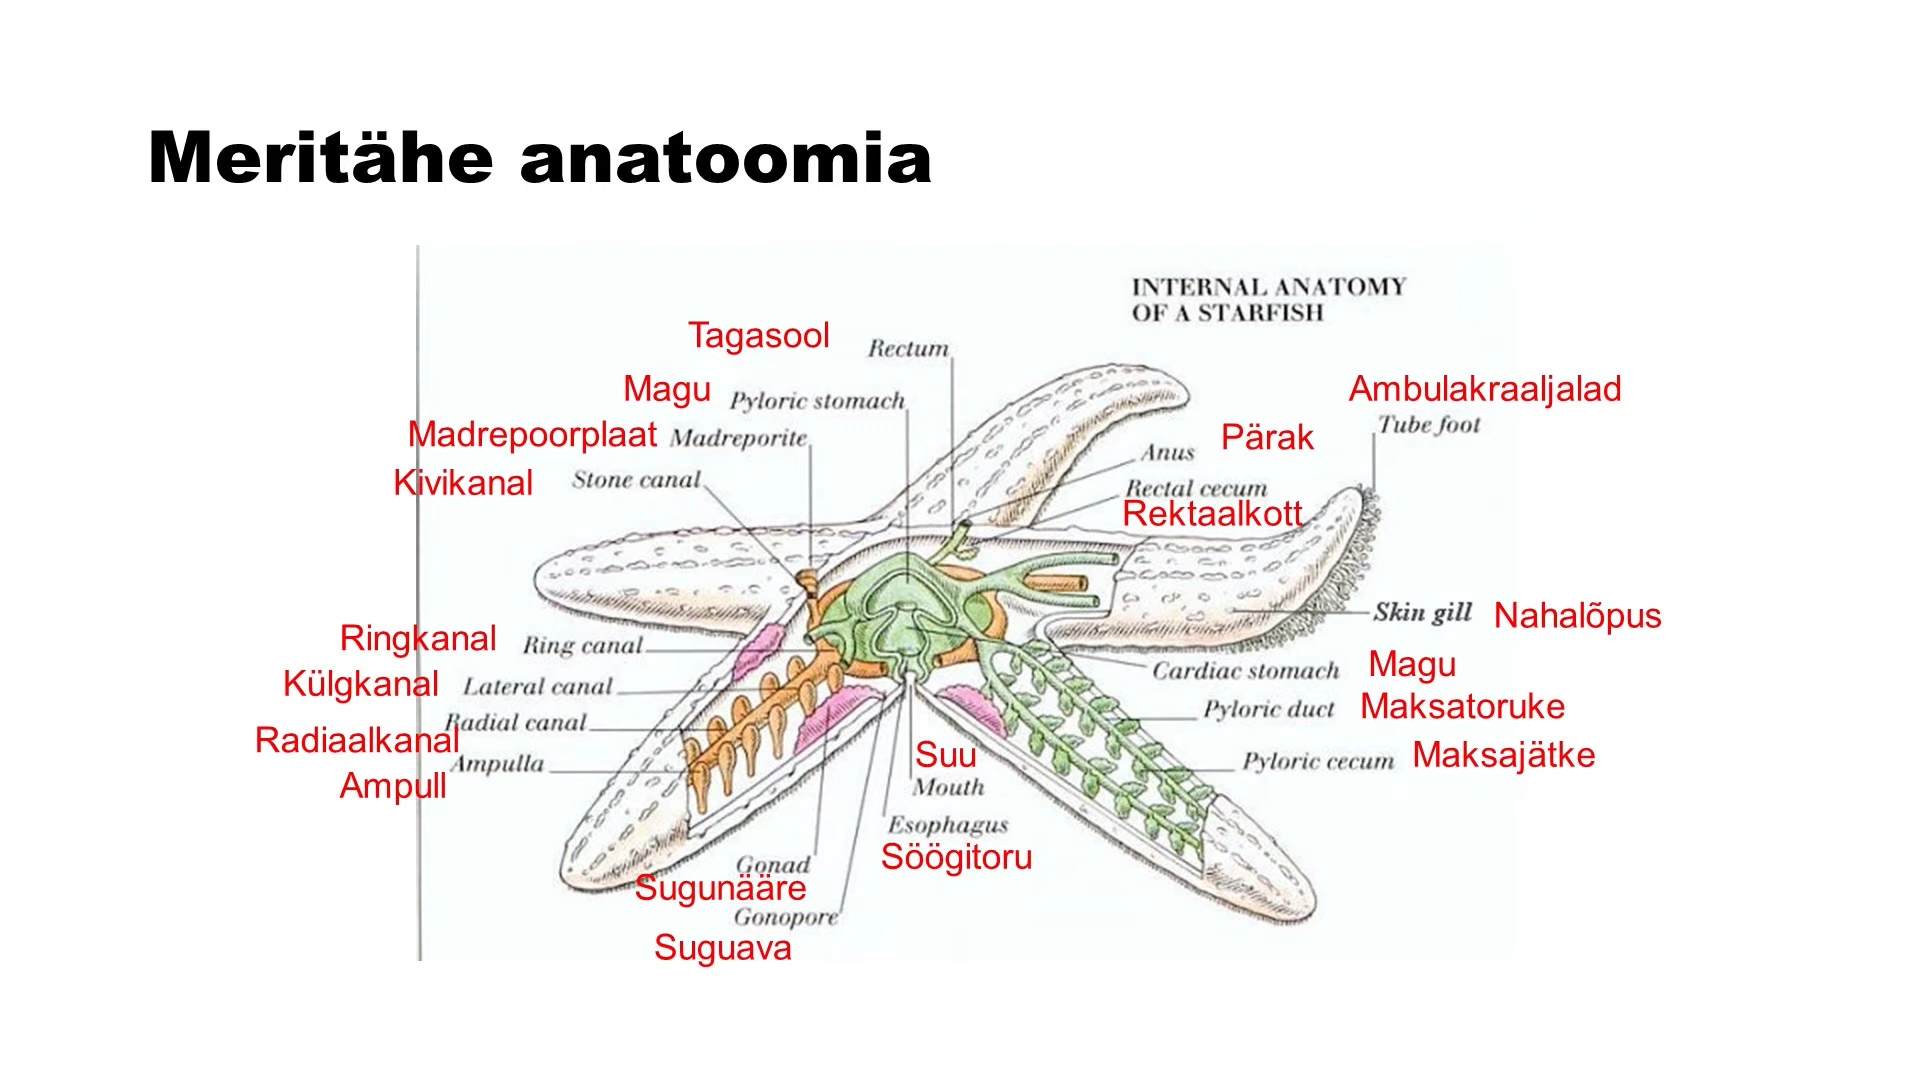 Meritähe anatoomia
INTERNAL ANATOMY
OF A STARFISH
Tagasool
Rectum
Magu
Pyloric stomach
Madrepoorplaat
Madreporite
Kivikanal
Stone canal
Ambulakraaljalad
Tube foot
Pärak
Anus
Rectal cecum
Rektaalkott
Skin gill
Nahalõpus
Ringkanal
Ring canal
Külgkanal
Lateral canal
Radial canal
Radiaalkanal
Ampulla
Ampull
Cardiac stomach
Magu
Pyloric duct
Maksatoruke
Pyloric cecum
Maksajätke
Suu
Mouth
Esophagus
Söögitoru
Gonad
Sugunääre
Gonopore
Suguava